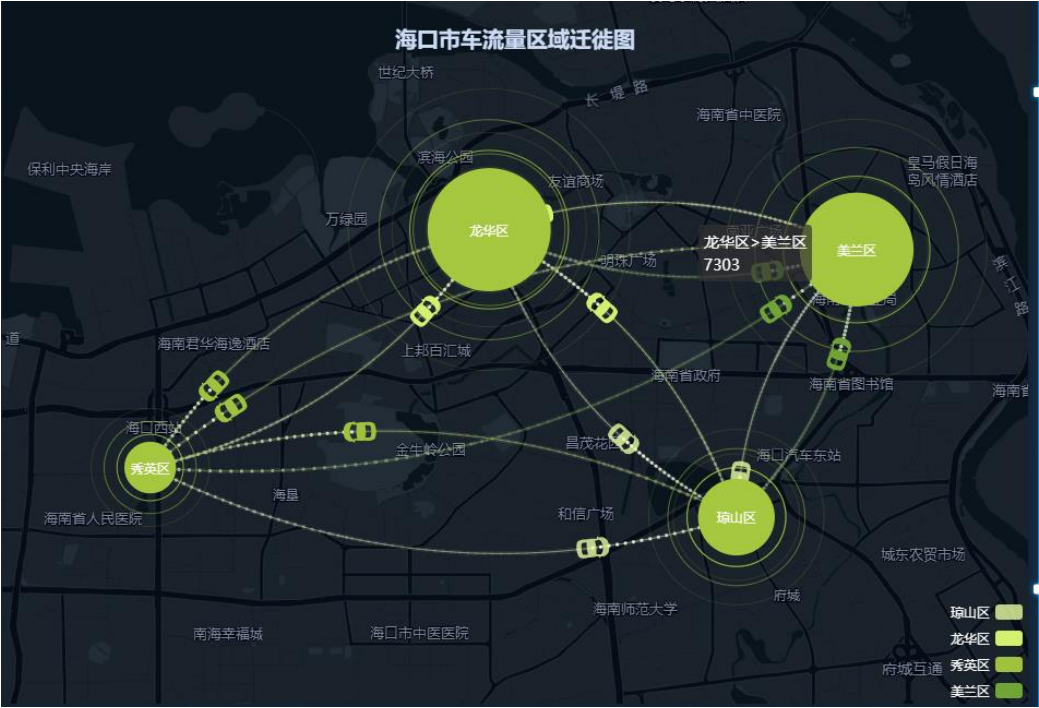 海口市车流量区域迁徙图
世纪大桥
长堤路
海南省中医院
滨海公园
保利中央海岸
皇马假日海
岛风情酒店
友谊商场
万绿园
龙华区
美兰区
龙华区>美兰区
7303
明珠广场
滨江路
道
海南君华海逸酒店
上邦百汇城
海南省政府
海南省图书馆
海南省
海口西站
秀英区
金牛岭公园
昌茂花园
海口汽车东站
海垦
海南省人民医院
和信广场
琼山区
城东农贸市场
府城
海南师范大学
南海幸福城
海口市中医医院
府城互通
琼山区
龙华区
秀英区
美兰区